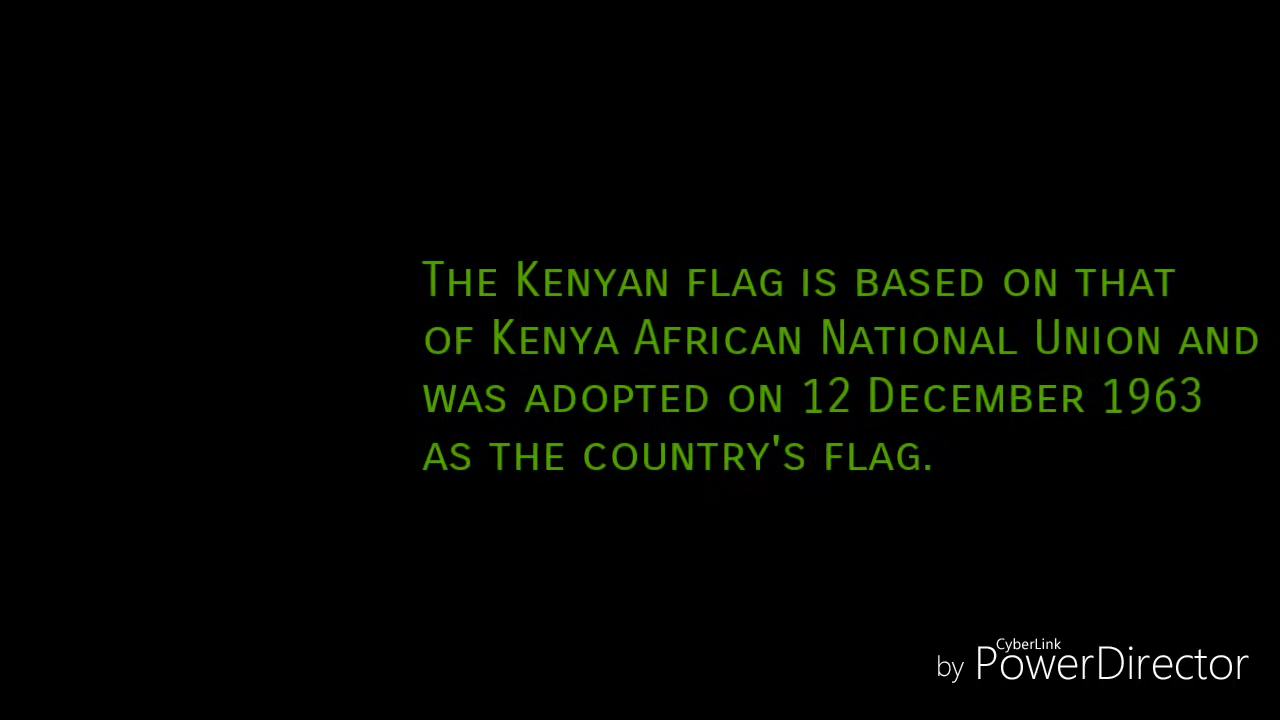 The Kenyan flag is based on that
of Kenya African National Union and
was adopted on 12 December 1963
as the country's flag.
CyberLink
by PowerDirector